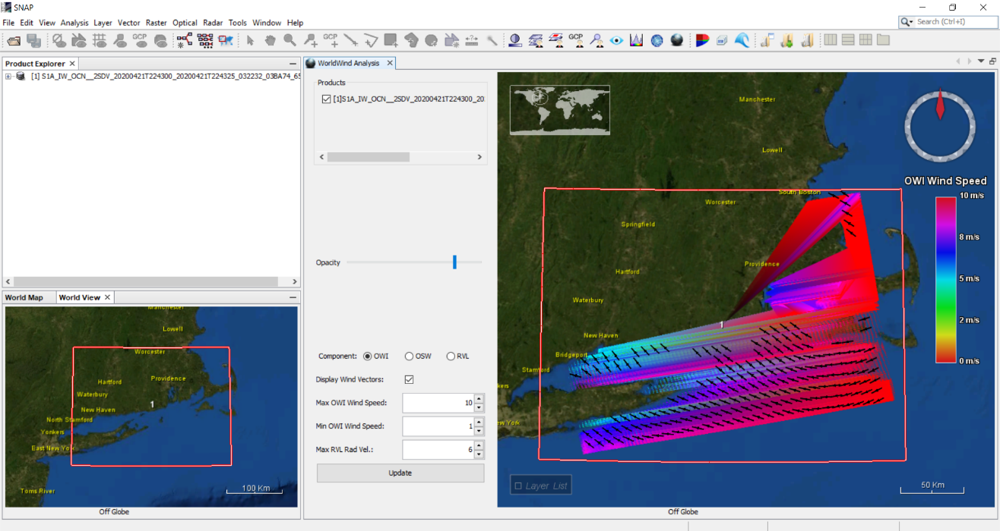 SNAP
File Edit View Analysis Layer Vector Raster Optical Radar Tools Window Help
Search (Ctrl+I)
GCP
GCP
GCP
Product Explorer
[1] S1A_IW_OCN__2SDV_20200421T224300_20200421T224325_032232_03BA74_65
World Map
World View
Manchester
Lowell
Worcester
Hartford
Providence
Waterbury
1
New Haven
North Stamford
Yonkers
East New York
100 Km
Toms River
Off Globe
WorldWind Analysis
Products
[1]S1A_IW_OCN__2SDV_20200421T224300_20
Opacity
Component: OWI OSW RVL
Display Wind Vectors:
Max OWI Wind Speed: 10
Min OWI Wind Speed: 1
Max RVL Rad Vel.: 6
Update
Manchester
Lowell
OWI Wind Speed
10 m/s
8 m/s
5 m/s
2 m/s
0 m/s
South Boston
Worcester
Springfield
Providence
Hartford
Waterbury
1
New Haven
Bridgeport
Stamford
kers
ew York
Layer List
50 Km
Off Globe